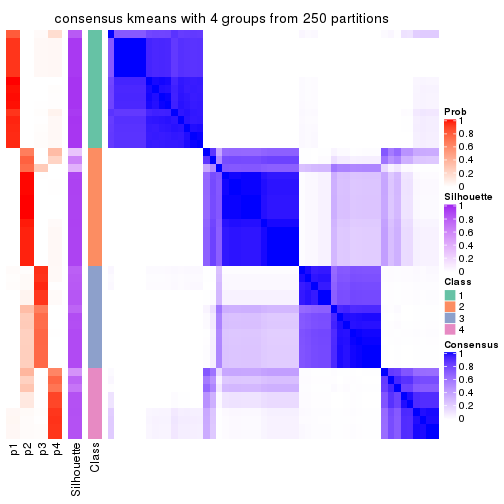 consensus kmeans with 4 groups from 250 partitions
Prob
1
0.8
0.6
0.4
0.2
0
Silhouette
1
0.8
0.6
0.4
0.2
0
Class
1
2
3
4
Consensus
1
0.8
0.6
0.4
0.2
0
p1
p2
p3
p4
Silhouette
Class